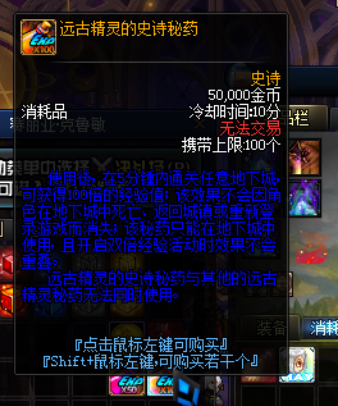 EXP
X100
远古精灵的史诗秘药
史诗
50,000金币
消耗品
冷却时间:10分
无法交易
携带上限:100个
使用后，在5分钟内通关任意地下城，
可获得100倍的经验值；该效果不会因角
色在地下城中死亡、返回城镇或重新登
录游戏而消失；该秘药只能在地下城中
使用，且开启双倍经验活动时效果不会
重叠。
远古精灵的史诗秘药与其他的远古
精灵秘药无法同时使用。
『点击鼠标左键可购买』
『Shift+鼠标左键,可购买若干个』
装备
消耗
X50